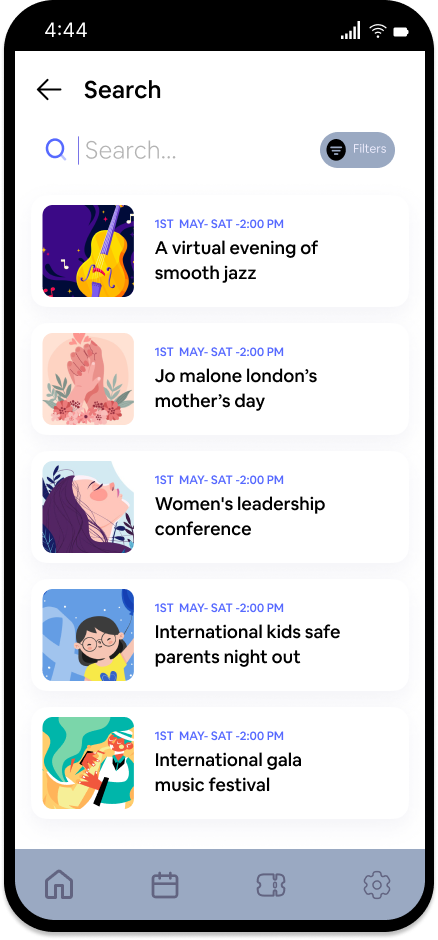 4:44
Search
Search...
Filters
1ST MAY- SAT -2:00 PM
A virtual evening of
smooth jazz
1ST MAY- SAT -2:00 PM
Jo malone london’s
mother’s day
1ST MAY- SAT -2:00 PM
Women's leadership
conference
1ST MAY- SAT -2:00 PM
International kids safe
parents night out
1ST MAY- SAT -2:00 PM
International gala
music festival